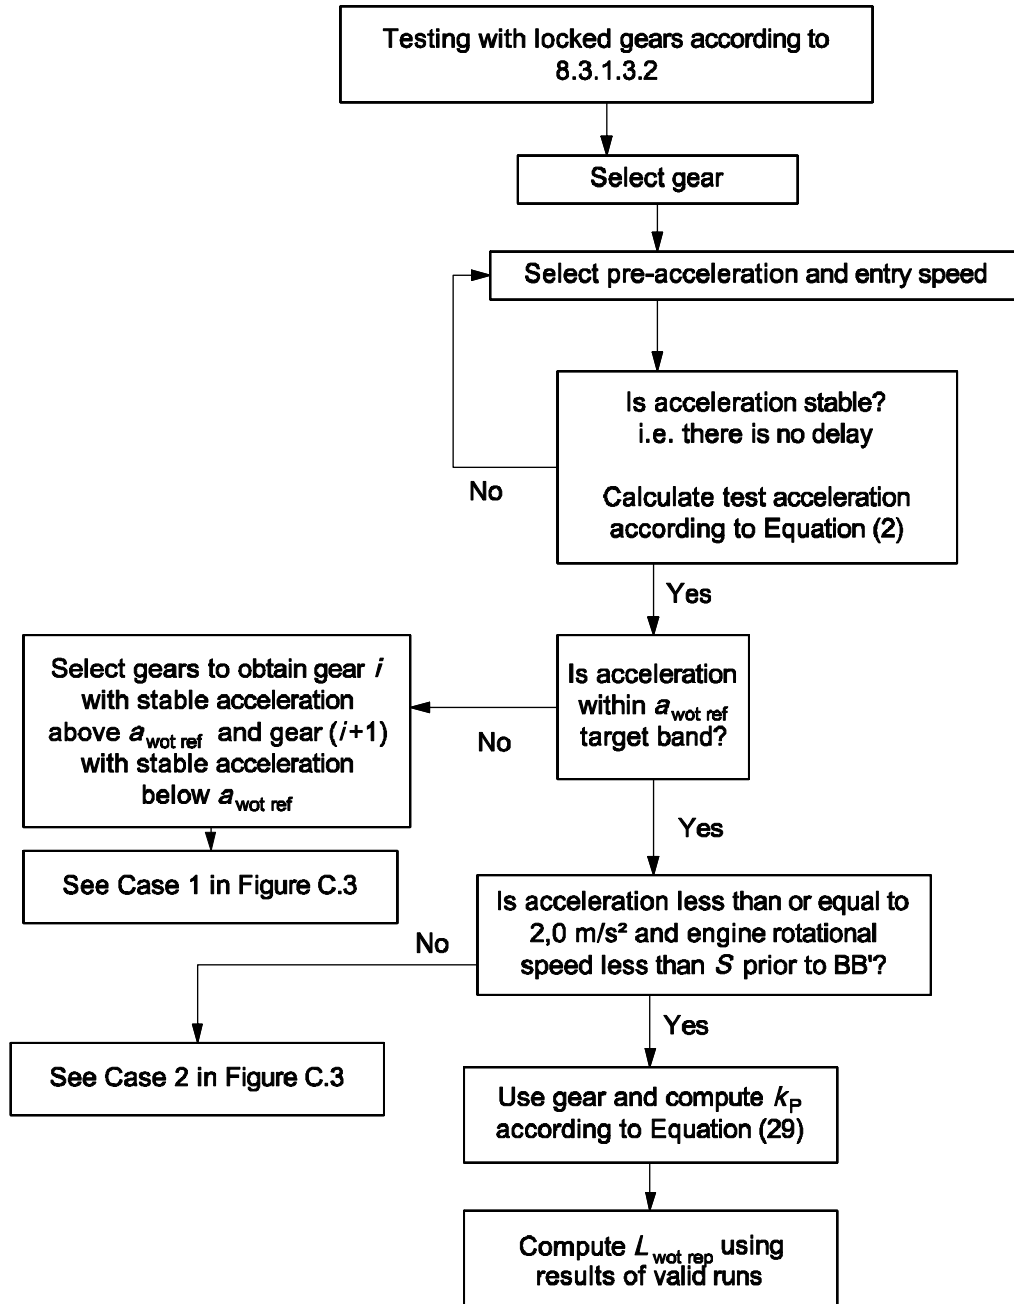 Testing with locked gears according to
8.3.1.3.2
Select gear
Select pre-acceleration and entry speed
Is acceleration stable?
i.e. there is no delay
Calculate test acceleration
according to Equation (2)
No
Yes
Is acceleration
within a wot ref
target band?
No
Select gears to obtain gear i
with stable acceleration
above a wot ref and gear (i+1)
with stable acceleration
below a wot ref
See Case 1 in Figure C.3
Yes
Is acceleration less than or equal to
2,0 m/s² and engine rotational
speed less than S prior to BB'?
No
See Case 2 in Figure C.3
Yes
Use gear and compute kP
according to Equation (29)
Compute L wot rep using
results of valid runs